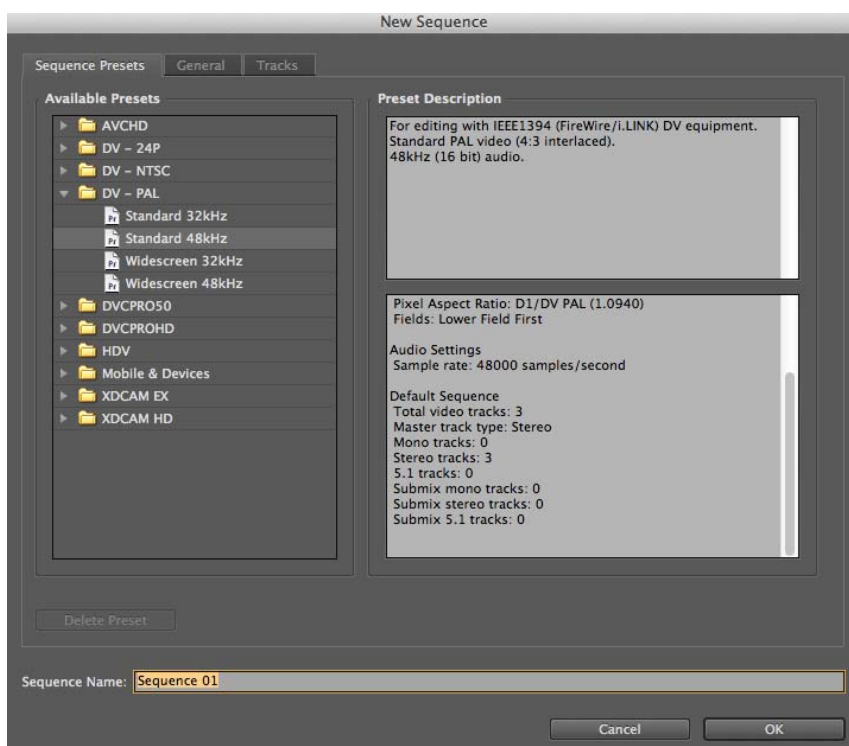 New Sequence
Sequence Presets General Tracks
Available Presets
AVCHD
DV – 24P
DV – NTSC
DV – PAL
Standard 32kHz
Standard 48kHz
Widescreen 32kHz
Widescreen 48kHz
DVCPRO50
DVCPROHD
HDV
Mobile & Devices
XDCAM EX
XDCAM HD
Preset Description
For editing with IEEE1394 (FireWire/i.LINK) DV equipment.
Standard PAL video (4:3 interlaced).
48kHz (16 bit) audio.
Pixel Aspect Ratio: D1/DV PAL (1.0940)
Fields: Lower Field First
Audio Settings
Sample rate: 48000 samples/second
Default Sequence
Total video tracks: 3
Master track type: Stereo
Mono tracks: 0
Stereo tracks: 3
5.1 tracks: 0
Submix mono tracks: 0
Submix stereo tracks: 0
Submix 5.1 tracks: 0
Delete Preset
Sequence Name: Sequence 01
Cancel OK